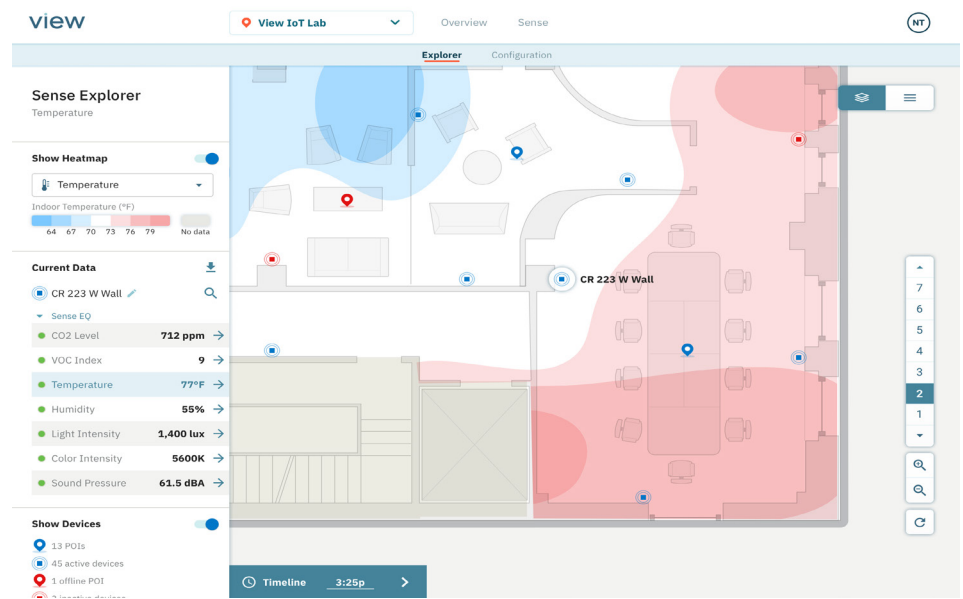 view
View IoT Lab
Overview
Sense
NT
Explorer
Configuration
Sense Explorer
Temperature
Show Heatmap
Temperature
Indoor Temperature (°F)
64 67 70 73 76 79 No data
Current Data
CR 223 W Wall
Sense EQ
CO2 Level 712 ppm
VOC Index 9
Temperature 77°F
Humidity 55%
Light Intensity 1,400 lux
Color Intensity 5600K
Sound Pressure 61.5 dBA
Show Devices
13 POIs
45 active devices
1 offline POI
CR 223 W Wall
7
6
5
4
3
2
1
Timeline 3:25p